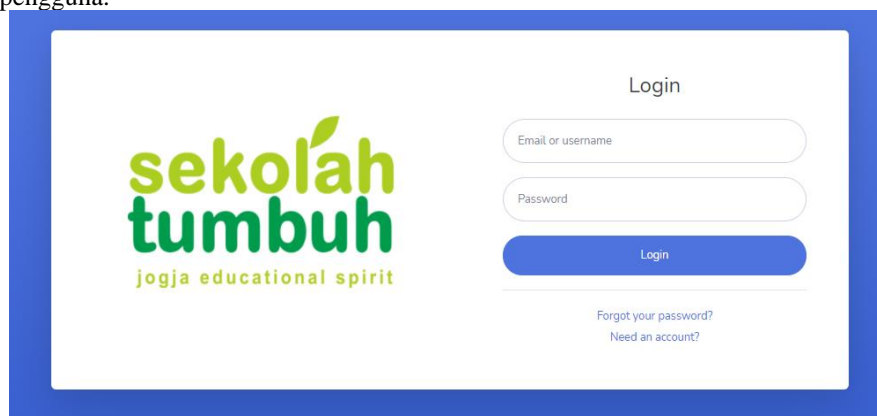 pengguna.
sekolah
tumbuh
jogja educational spirit
Login
Email or username
Password
Login
Forgot your password?
Need an account?